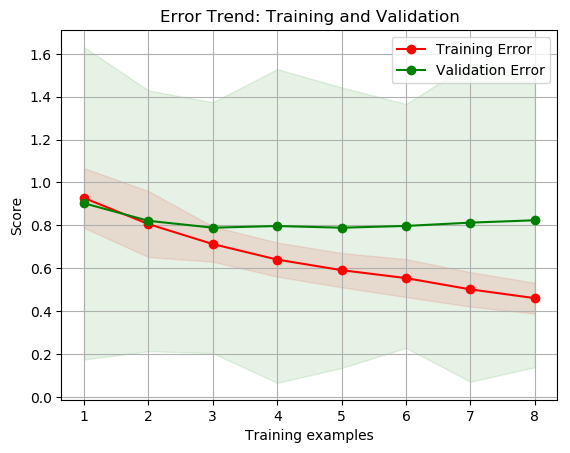 Error Trend: Training and Validation
Training Error
Validation Error
1.6
1.4
1.2
1.0
0.8
0.6
0.4
0.2
0.0
Score
1 2 3 4 5 6 7 8
Training examples